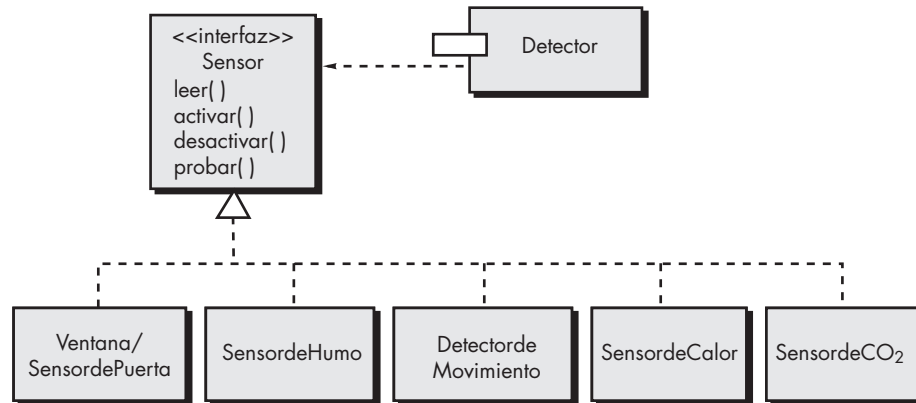 <<interfaz>>
Sensor
leer( )
activar( )
desactivar( )
probar( )
Detector
Ventana/
SensordePuerta
SensordeHumo
Detectorde
Movimiento
SensordeCalor
SensordeCO₂